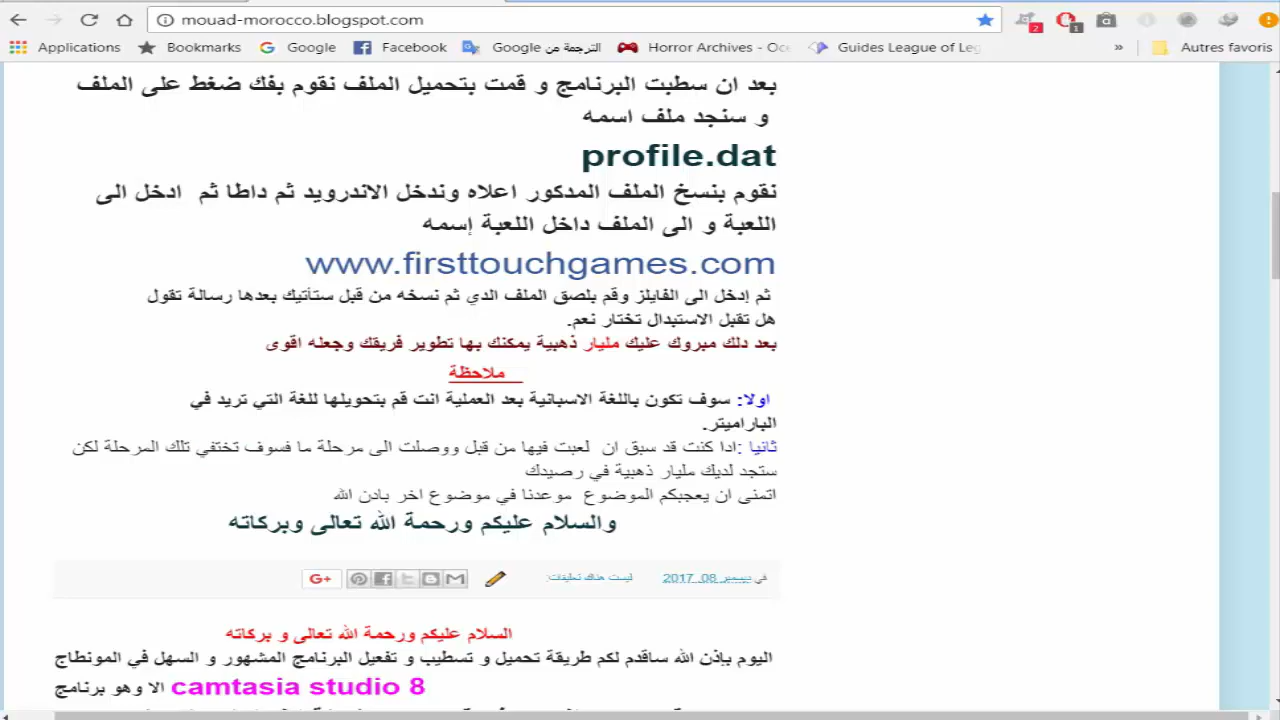 mouad-morocco.blogspot.com
2
1
Applications
Bookmarks
Google
Facebook
الترجمة من Google
Horror Archives - Oce
Guides League of Leg
»
Autres favoris
بعد ان سطبت البرنامج و قمت بتحميل الملف نقوم بفك ضغط على الملف
و سنجد ملف اسمه
profile.dat
نقوم بنسخ الملف المدكور اعلاه وندخل الاندرويد ثم داطا ثم ادخل الى
اللعبة و الى الملف داخل اللعبة إسمه
www.firsttouchgames.com
ثم إدخل الى الفايلز وقم بلصق الملف الدي ثم نسخه من قبل ستأتيك بعدها رسالة تقول
هل تقبل الاستبدال تختار نعم.
بعد دلك مبروك عليك مليار ذهبية يمكنك بها تطوير فريقك وجعله اقوى
ملاحظة
اولا: سوف تكون باللغة الاسبانية بعد العملية انت قم بتحويلها للغة التي تريد في
الباراميتر.
ثانيا :ادا كنت قد سبق ان لعبت فيها من قبل ووصلت الى مرحلة ما فسوف تختفي تلك المرحلة لكن
ستجد لديك مليار ذهبية في رصيدك
اتمنى ان يعجبكم الموضوع موعدنا في موضوع اخر بادن الله
والسلام عليكم ورحمة الله تعالى وبركاته
في ديسمبر 08, 2017 ليست هناك تعليقات: G+
السلام عليكم ورحمة الله تعالى و بركاته
اليوم بإذن الله ساقدم لكم طريقة تحميل و تسطيب و تفعيل البرنامج المشهور و السهل في المونطاج
الا وهو برنامج camtasia studio 8